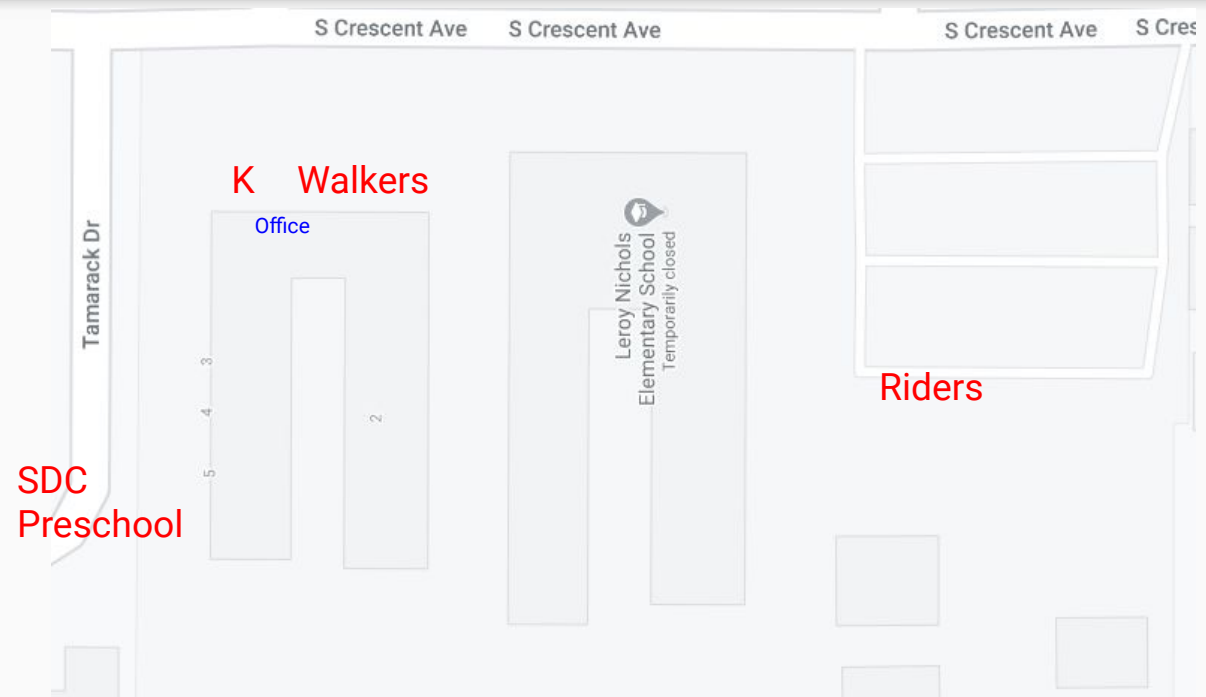 S Crescent Ave
S Crescent Ave
S Crescent Ave
S Cres
K Walkers
Office
Tamarack Dr
Leroy Nichols
Elementary School
Temporarily closed
3
4
2
5
Riders
SDC
Preschool